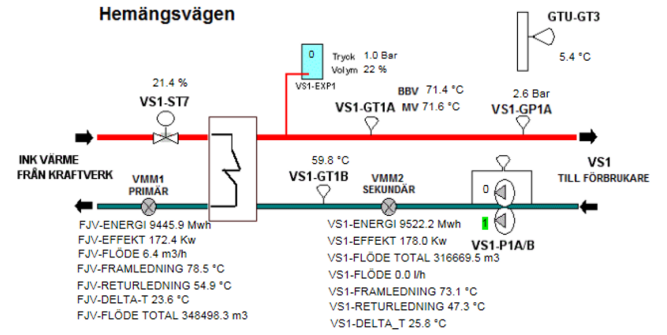 Hemängsvägen
GTU-GT3
5.4 °C
0
Tryck 1.0 Bar
Volym 22 %
VS1-EXP1
21.4 %
VS1-ST7
BBV 71.4 °C
MV 71.6 °C
VS1-GT1A
2.6 Bar
VS1-GP1A
INK VÄRME
FRÅN KRAFTVERK
VMM1
PRIMÄR
59.8 °C
VS1-GT1B
VMM2
SEKUNDÄR
0
1
VS1-P1A/B
VS1
TILL FÖRBRUKARE
FJV-ENERGI 9445.9 Mwh
FJV-EFFEKT 172.4 Kw
FJV-FLÖDE 6.4 m3/h
FJV-FRAMLEDNING 78.5 °C
FJV-RETURLEDNING 54.9 °C
FJV-DELTA-T 23.6 °C
FJV-FLÖDE TOTAL 348498.3 m3
VS1-ENERGI 9522.2 Mwh
VS1-EFFEKT 178.0 Kw
VS1-FLÖDE TOTAL 316669.5 m3
VS1-FLÖDE 0.0 l/h
VS1-FRAMLEDNING 73.1 °C
VS1-RETURLEDNING 47.3 °C
VS1-DELTA_T 25.8 °C